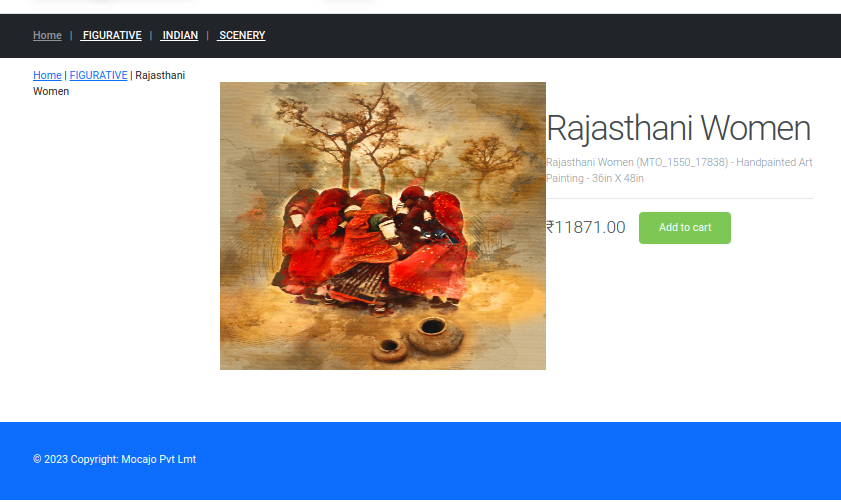 Home | FIGURATIVE | INDIAN | SCENERY
Home | FIGURATIVE | Rajasthani
Women
Rajasthani Women
Rajasthani Women (MTO_1550_17838) - Handpainted Art
Painting - 36in X 48in
₹11871.00 Add to cart
© 2023 Copyright: Mocajo Pvt Lmt